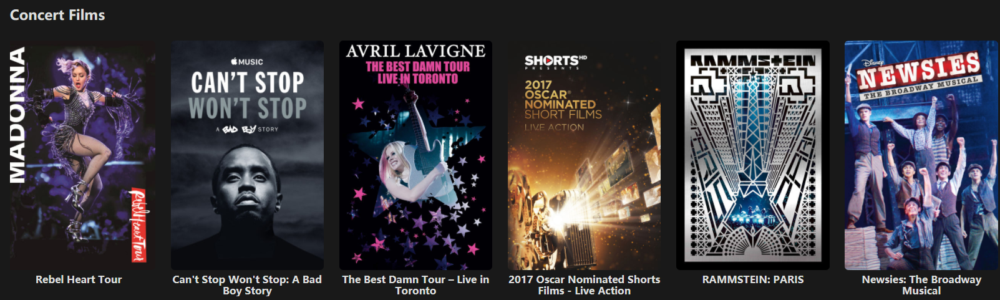 Concert Films
MADONNA
Rebel Heart Tour
MUSIC
CAN'T STOP
WON'T STOP
A BAD BOY STORY
AVRIL LAVIGNE
THE BEST DAMN TOUR
LIVE IN TORONTO
SHORTSHD
PRESENTS
2017
OSCAR®
NOMINATED
SHORT FILMS
LIVE ACTION
RAMMSTEIN
Disney
NEWSIES
THE BROADWAY MUSICAL
Rebel Heart Tour
Can't Stop Won't Stop: A Bad
Boy Story
The Best Damn Tour – Live in
Toronto
2017 Oscar Nominated Shorts
Films - Live Action
RAMMSTEIN: PARIS
Newsies: The Broadway
Musical